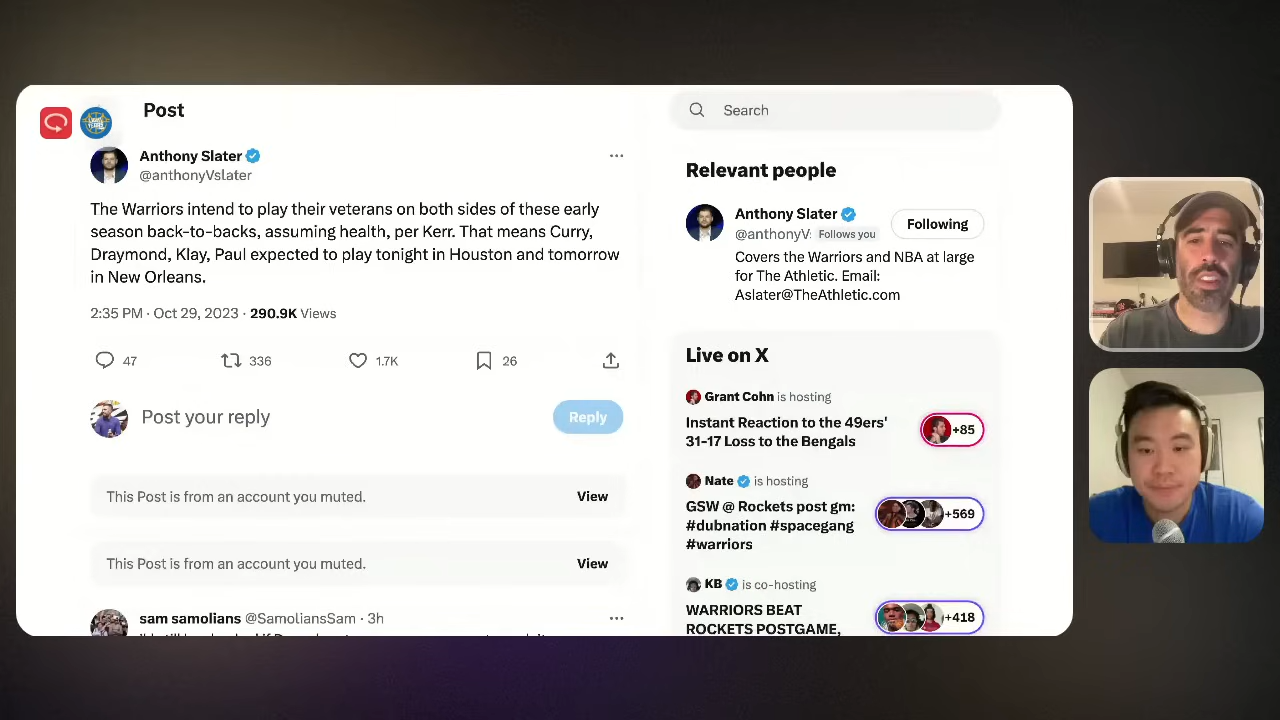 Post
Anthony Slater
@anthonyVslater
The Warriors intend to play their veterans on both sides of these early
season back-to-backs, assuming health, per Kerr. That means Curry,
Draymond, Klay, Paul expected to play tonight in Houston and tomorrow
in New Orleans.
2:35 PM · Oct 29, 2023 · 290.9K Views
47 336 1.7K 26
Post your reply
Reply
This Post is from an account you muted.
View
This Post is from an account you muted.
View
sam samolians @SamoliansSam · 3h
Search
Relevant people
Anthony Slater
@anthonyV Follows you
Following
Covers the Warriors and NBA at large
for The Athletic. Email:
Aslater@TheAthletic.com
Live on X
Grant Cohn is hosting
Instant Reaction to the 49ers'
31-17 Loss to the Bengals
+85
Nate is hosting
GSW @ Rockets post gm:
#dubnation #spacegang
#warriors
+569
KB is co-hosting
WARRIORS BEAT
ROCKETS POSTGAME,
+418